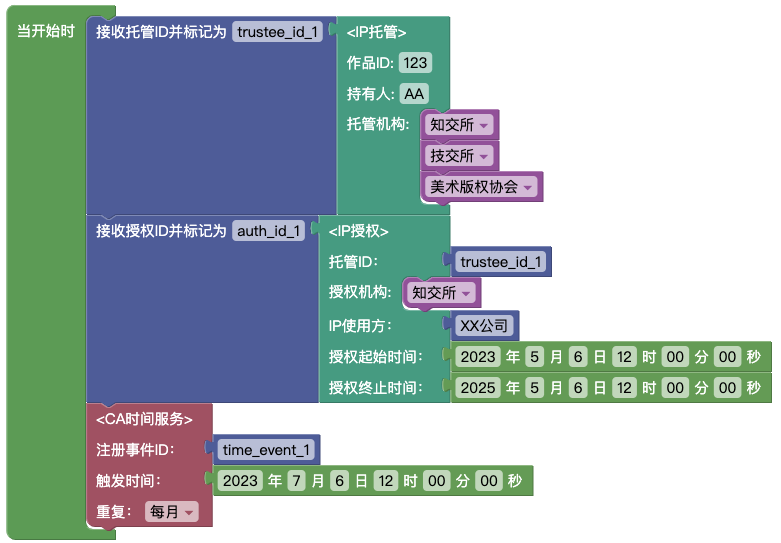 当开始时 接收托管ID并标记为 trustee_id_1 <IP托管>
作品ID: 123
持有人: AA
托管机构: 知交所
技交所
美术版权协会
接收授权ID并标记为 auth_id_1 <IP授权>
托管ID: trustee_id_1
授权机构: 知交所
IP使用方: XX公司
授权起始时间: 2023 年 5 月 6 日 12 时 00 分 00 秒
授权终止时间: 2025 年 5 月 6 日 12 时 00 分 00 秒
<CA时间服务>
注册事件ID: time_event_1
触发时间: 2023 年 7 月 6 日 12 时 00 分 00 秒
重复: 每月